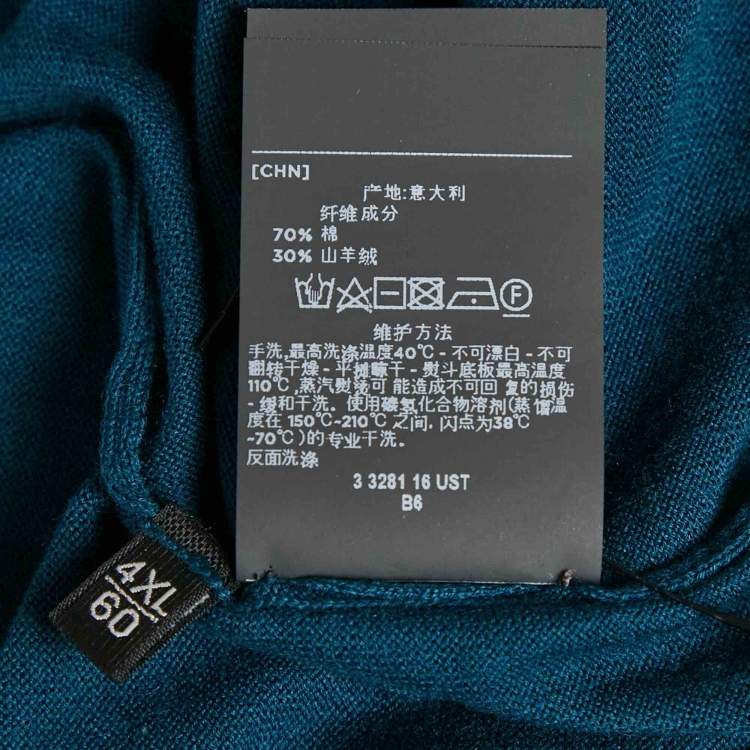 [CHN]
产地:意大利
纤维成分
70% 棉
30% 山羊绒
F
维护方法
手洗,最高洗涤温度40℃ - 不可漂白 - 不可
翻转干燥 - 平摊晾干 - 熨斗底板最高温度
110℃,蒸汽熨烫可 能造成不可回 复的损伤
- 缓和干洗。使用碳氢化合物溶剂(蒸馏温
度在 150℃~210℃ 之间, 闪点为38℃
~70℃ )的专业干洗。
反面洗涤
3 3281 16 UST
B6
4XL
60